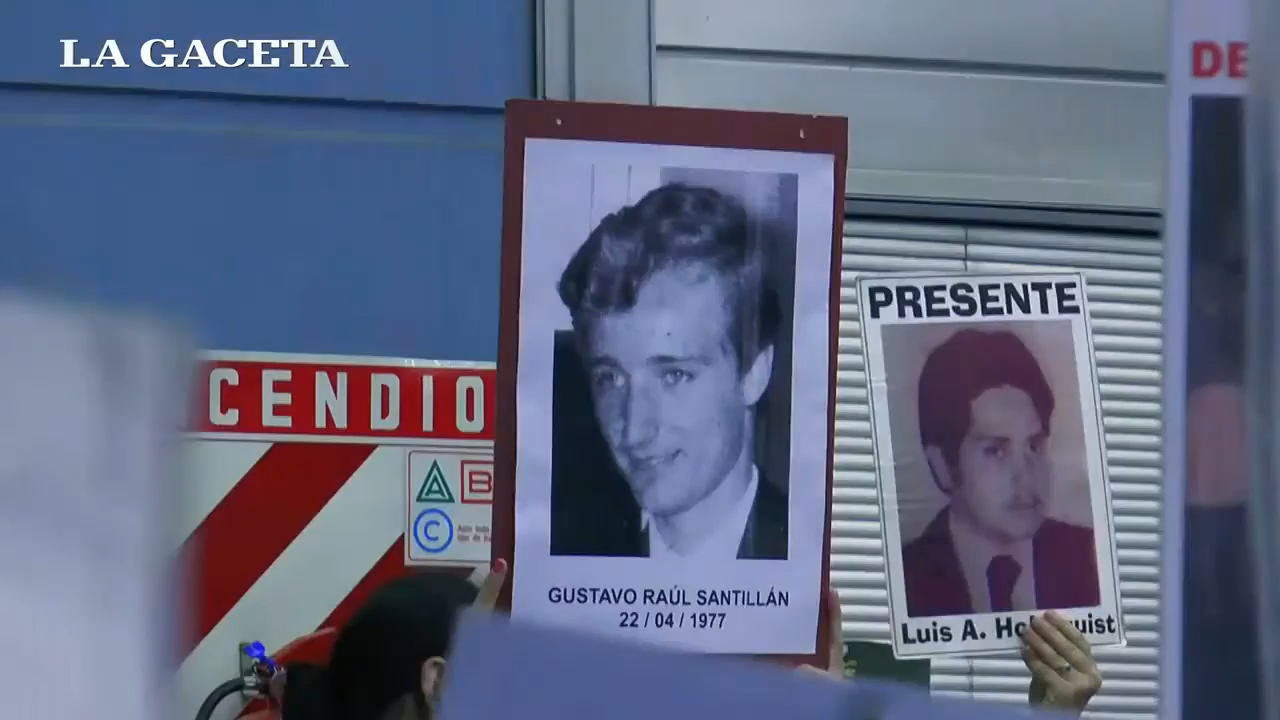 LA GACETA
DE
PRESENTE
CENDIO
A B
C
GUSTAVO RAÚL SANTILLÁN
22 / 04 / 1977
Luis A.